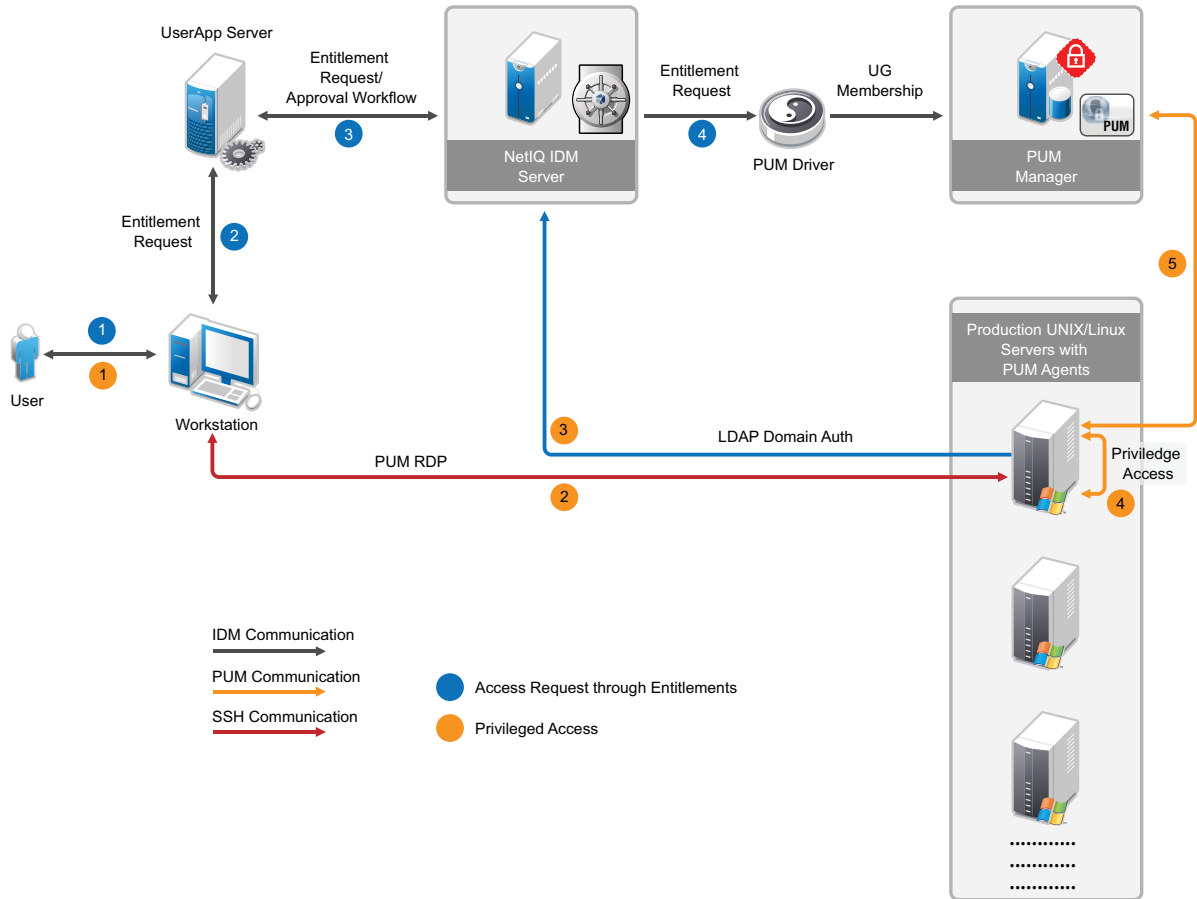 UserApp Server
Entitlement
Request/
Approval Workflow
3
NetIQ IDM
Server
Entitlement
Request
4
PUM Driver
UG
Membership
PUM
PUM
Manager
Entitlement
Request
2
5
1
1
User
Workstation
Production UNIX/Linux
Servers with
PUM Agents
3
LDAP Domain Auth
PUM RDP
2
Priviledge
Access
4
IDM Communication
PUM Communication
SSH Communication
Access Request through Entitlements
Privileged Access